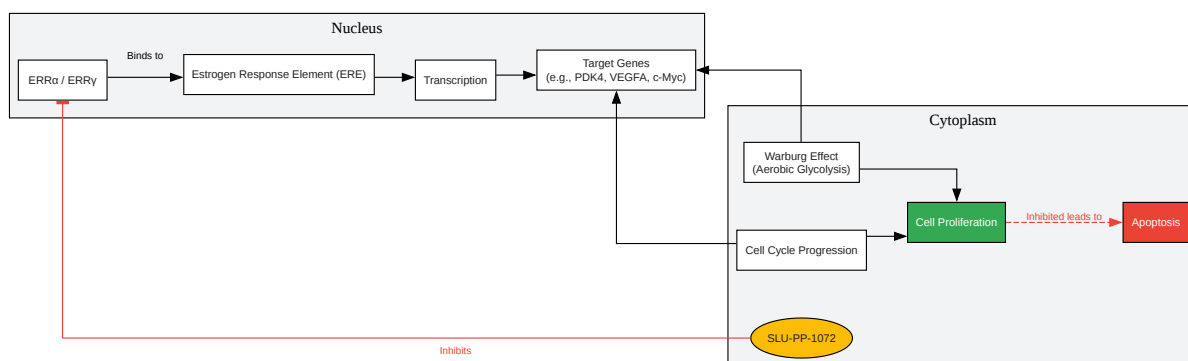 Nucleus
Binds to
ERRα / ERRγ
Estrogen Response Element (ERE)
Transcription
Target Genes
(e.g., PDK4, VEGFA, c-Myc)
Cytoplasm
Warburg Effect
(Aerobic Glycolysis)
Cell Proliferation
Inhibited leads to
Apoptosis
Cell Cycle Progression
SLU-PP-1072
Inhibits